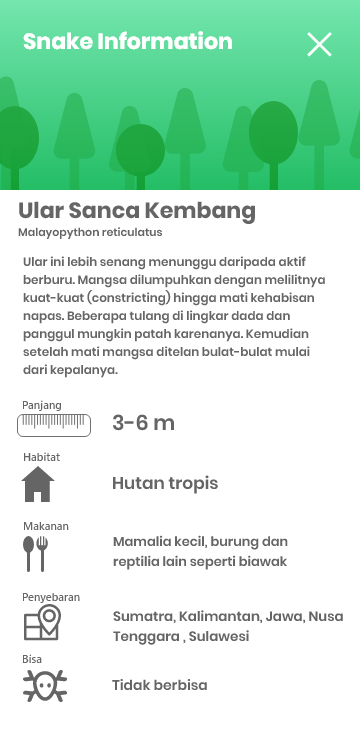 Snake Information
Ular Sanca Kembang
Malayopython reticulatus
Ular ini lebih senang menunggu daripada aktif
berburu. Mangsa dilumpuhkan dengan melilitnya
kuat-kuat (constricting) hingga mati kehabisan
napas. Beberapa tulang di lingkar dada dan
panggul mungkin patah karenanya. Kemudian
setelah mati mangsa ditelan bulat-bulat mulai
dari kepalanya.
Panjang
3-6 m
Habitat
Hutan tropis
Makanan
Mamalia kecil, burung dan
reptilia lain seperti biawak
Penyebaran
Sumatra, Kalimantan, Jawa, Nusa
Tenggara , Sulawesi
Bisa
Tidak berbisa